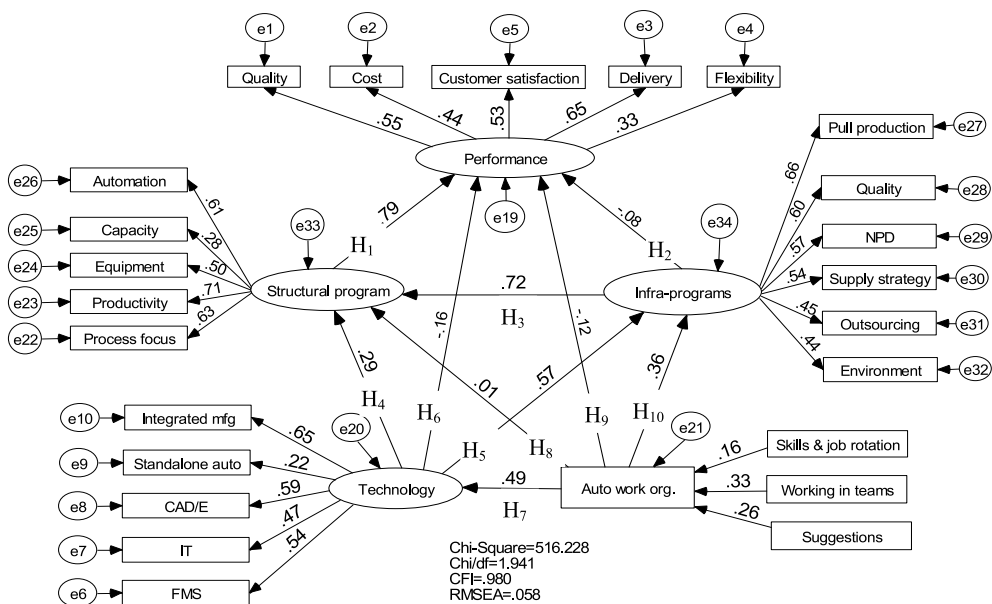 e1
e2
e5
e3
e4
Quality
Cost
Customer satisfaction
Delivery
Flexibility
.55
.44
.53
.65
.33
Performance
e19
e26
Automation
e25
Capacity
e24
Equipment
e23
Productivity
e22
Process focus
.61
.28
.50
.71
.63
e33
Structural program
H1
.79
-.08
H2
e34
Infra-programs
.72
H3
Pull production
e27
Quality
e28
NPD
e29
Supply strategy
e30
Outsourcing
e31
Environment
e32
.66
.60
.57
.54
.45
.44
.29
H4
-.16
H6
.57
H5
.01
H8
-.12
H9
.36
H10
e10
Integrated mfg
e9
Standalone auto
e8
CAD/E
e7
IT
e6
FMS
.65
.22
.59
.47
.54
e20
Technology
.49
H7
e21
Auto work org.
.16
Skills & job rotation
.33
Working in teams
.26
Suggestions
Chi-Square=516.228
Chi/df=1.941
CFI=.980
RMSEA=.058